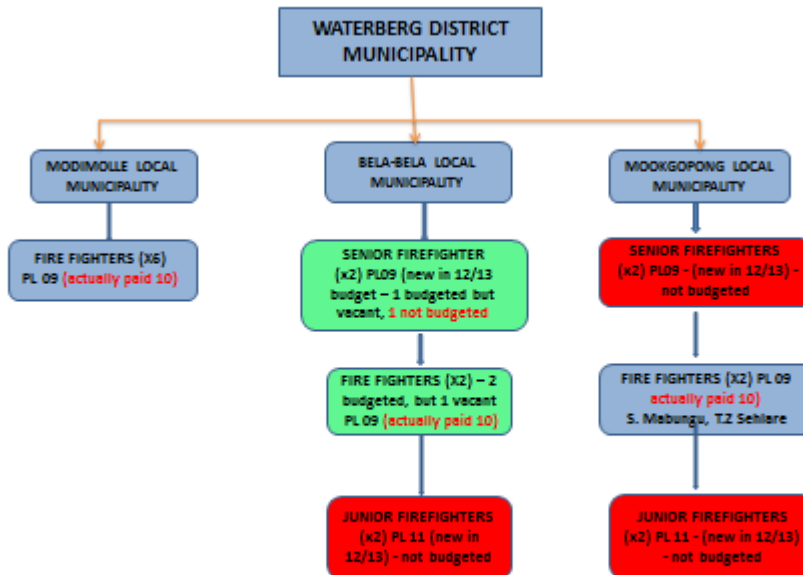 WATERBERG DISTRICT
MUNICIPALITY
MODIMOLLE LOCAL
MUNICIPALITY
BELA-BELA LOCAL
MUNICIPALITY
MOOKGOPONG LOCAL
MUNICIPALITY
FIRE FIGHTERS (X6)
PL 09 (actually paid 10)
SENIOR FIREFIGHTER
(x2) PL09 (new in 12/13
budget – 1 budgeted but
vacant, 1 not budgeted
SENIOR FIREFIGHTERS
(x2) PL09 - (new in 12/13) -
not budgeted
FIRE FIGHTERS (X2) – 2
budgeted, but 1 vacant
PL 09 (actually paid 10)
FIRE FIGHTERS (X2) PL 09
actually paid 10)
S. Mabungu, T.Z Sehlare
JUNIOR FIREFIGHTERS
(x2) PL 11 (new in
12/13) - not budgeted
JUNIOR FIREFIGHTERS
(x2) PL 11 - (new in 12/13)
- not budgeted